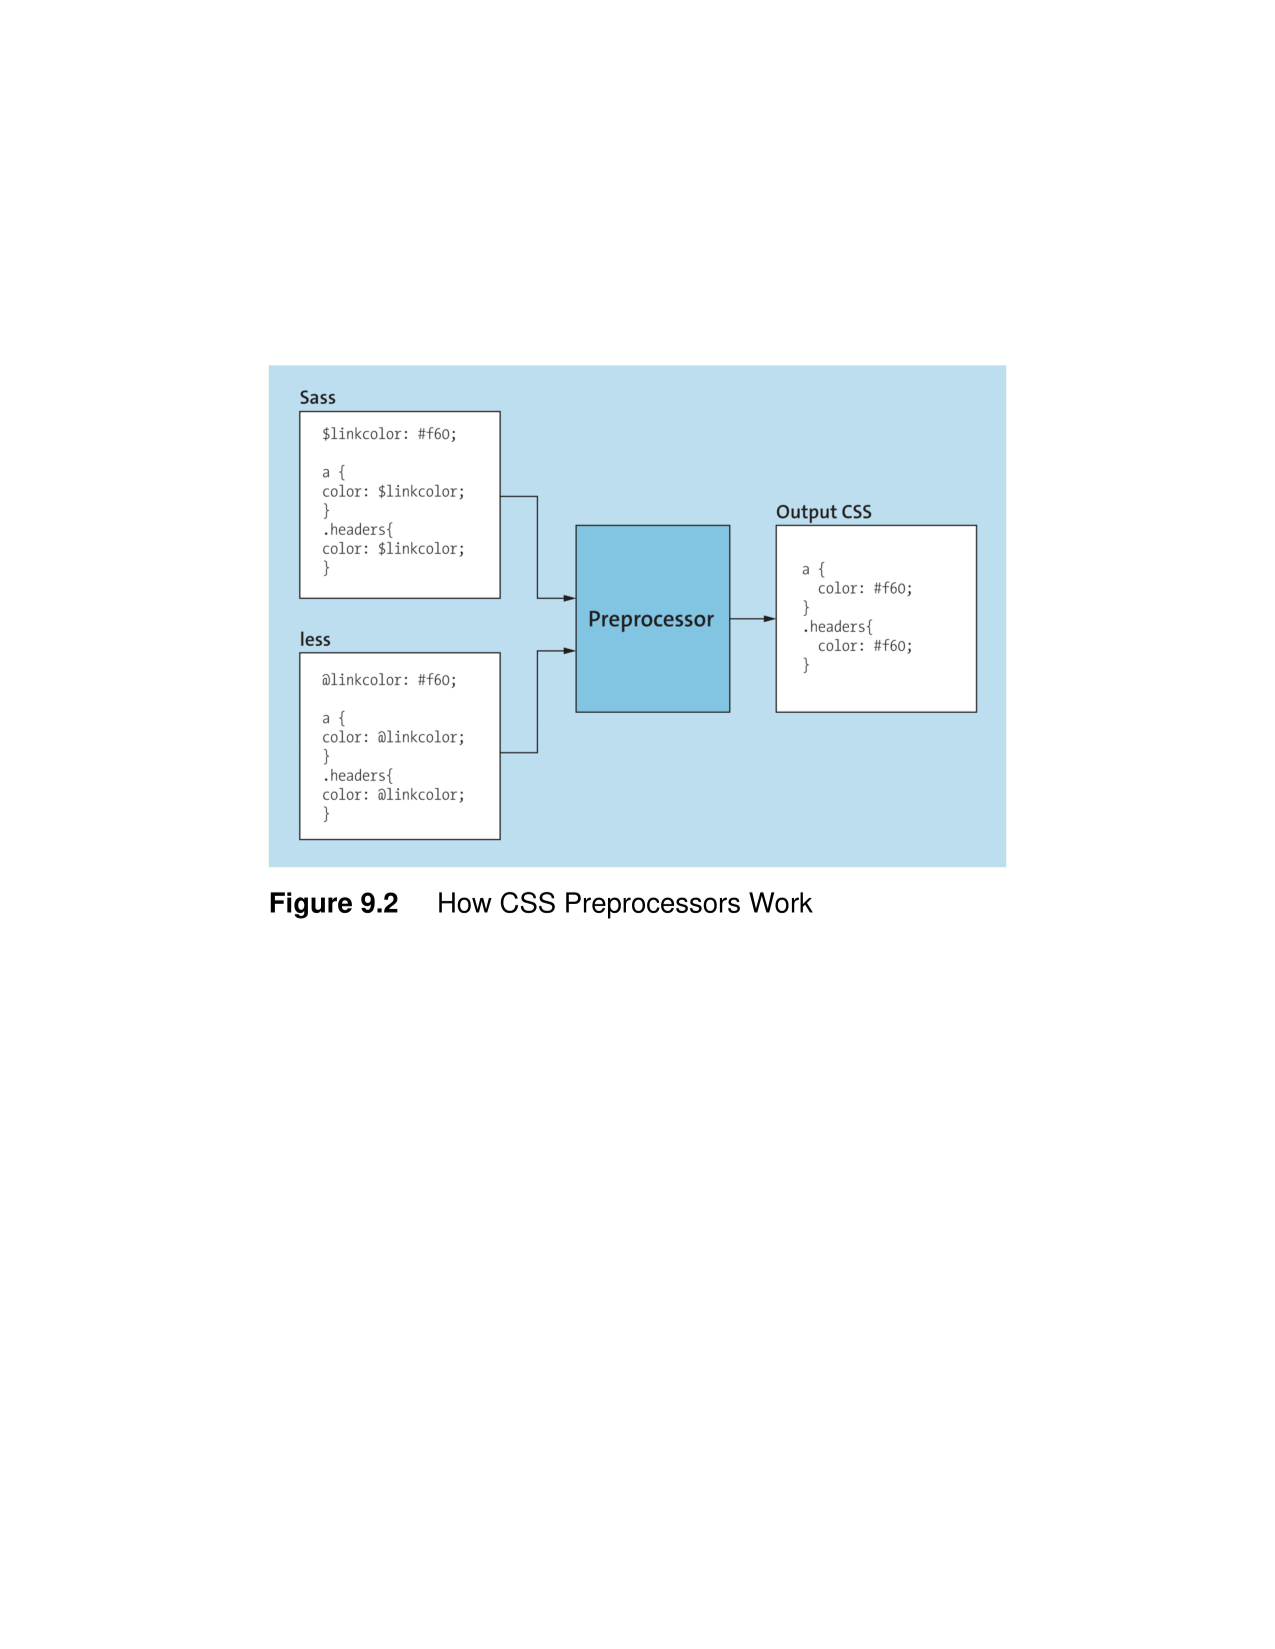 Sass
$linkcolor: #f60;
a {
color: $linkcolor;
}
.headers{
color: $linkcolor;
}
less
@linkcolor: #f60;
a {
color: @linkcolor;
}
.headers{
color: @linkcolor;
}
Preprocessor
Output CSS
a {
  color: #f60;
}
.headers{
  color: #f60;
}
Figure 9.2 How CSS Preprocessors Work